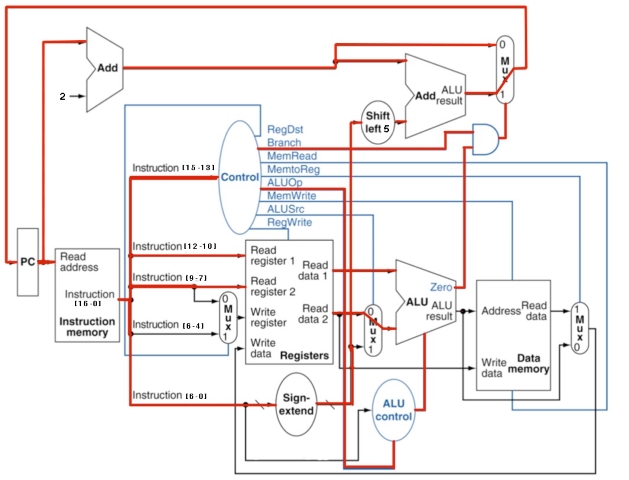 0
M
u
x
1
Add
2
Add ALU
result
Shift
left 5
RegDst
Branch
MemRead
MemtoReg
ALUOp
MemWrite
ALUSrc
RegWrite
Control
Instruction [15-13]
Instruction [12-10]
Instruction [9-7]
Instruction [6-4]
Instruction [6-0]
PC
Read
address
Instruction
[16-0]
Instruction
memory
0
M
u
x
1
Read
register 1
Read
register 2
Write
register
Write
data
Read
data 1
Read
data 2
Registers
0
M
u
x
1
Zero
ALU
ALU
result
Address
Read
data
Write
data
Data
memory
1
M
u
x
0
Sign-
extend
ALU
control